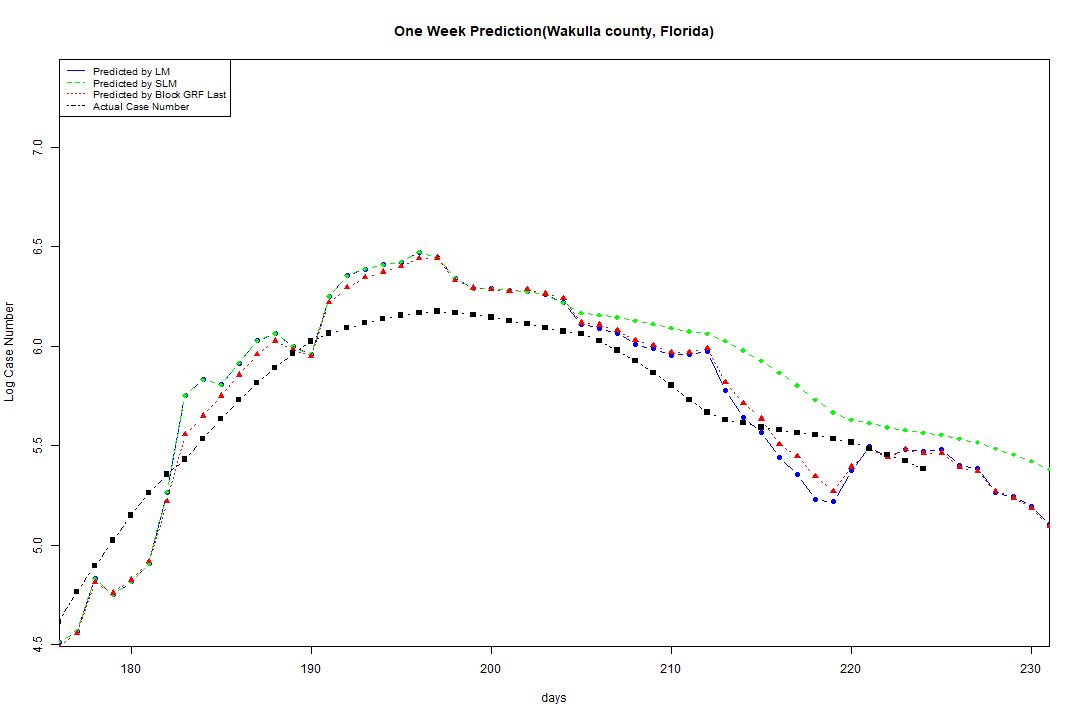 One Week Prediction(Wakulla county, Florida)
Predicted by LM
Predicted by SLM
Predicted by Block GRF Last
Actual Case Number
Log Case Number
7.0
6.5
6.0
5.5
5.0
4.5
180 190 200 210 220 230
days